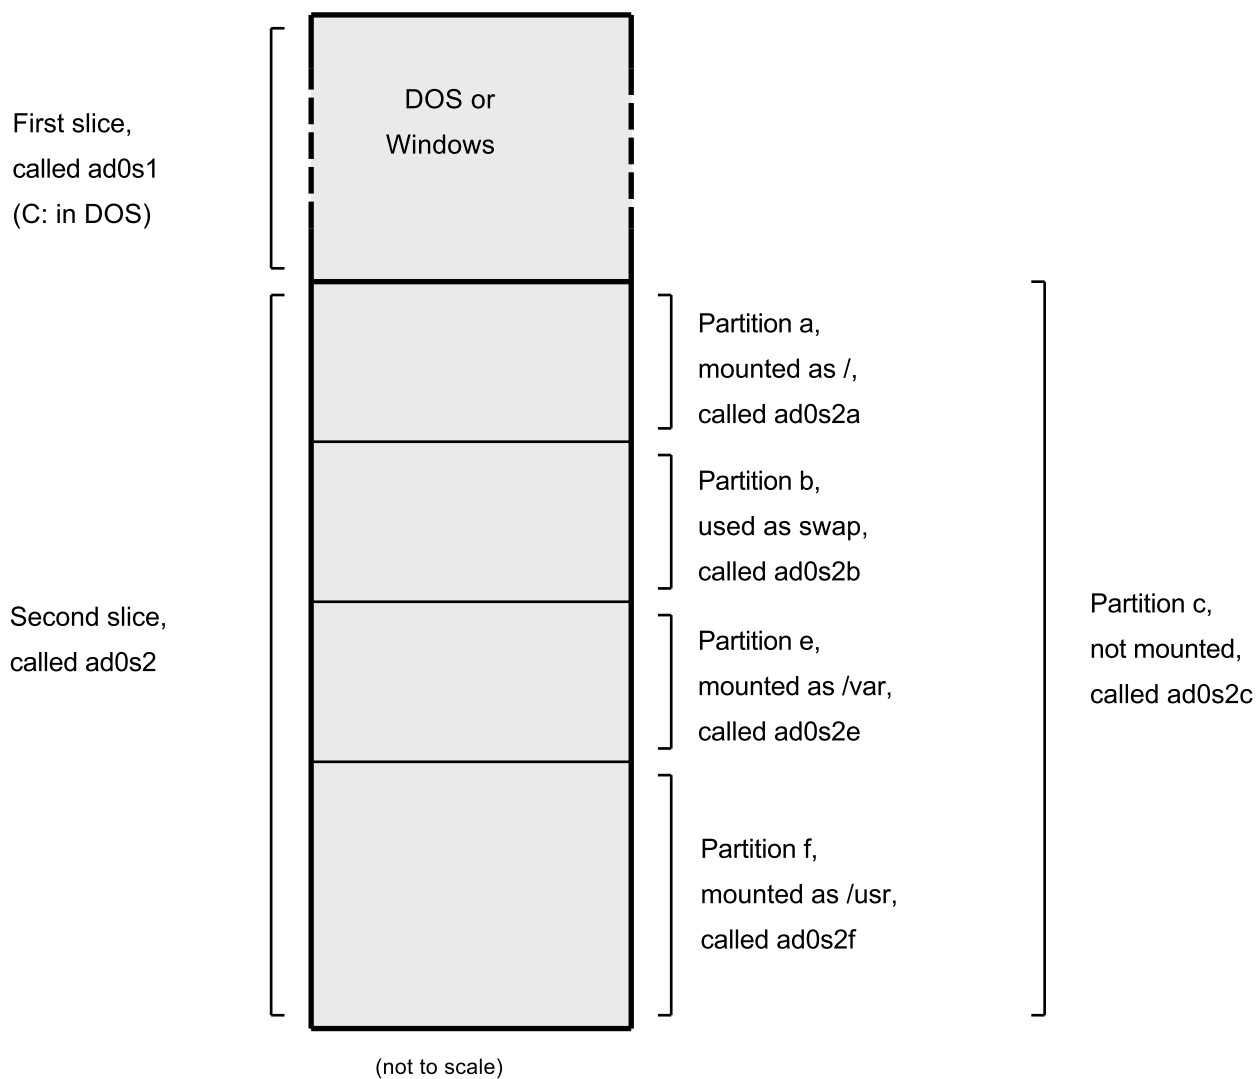 DOS or
Windows
First slice,
called ad0s1
(C: in DOS)
Partition a,
mounted as /,
called ad0s2a
Partition b,
used as swap,
called ad0s2b
Second slice,
called ad0s2
Partition e,
mounted as /var,
called ad0s2e
Partition c,
not mounted,
called ad0s2c
Partition f,
mounted as /usr,
called ad0s2f
(not to scale)